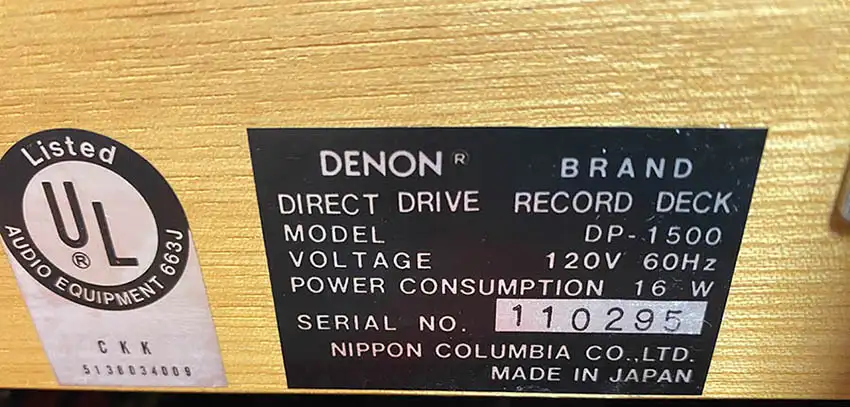 Listed
UL ®
AUDIO EQUIPMENT 663J
CKK
5138034009
DENON ® BRAND
DIRECT DRIVE RECORD DECK
MODEL DP-1500
VOLTAGE 120V 60Hz
POWER CONSUMPTION 16 W
SERIAL NO. 110295
NIPPON COLUMBIA CO.,LTD.
MADE IN JAPAN